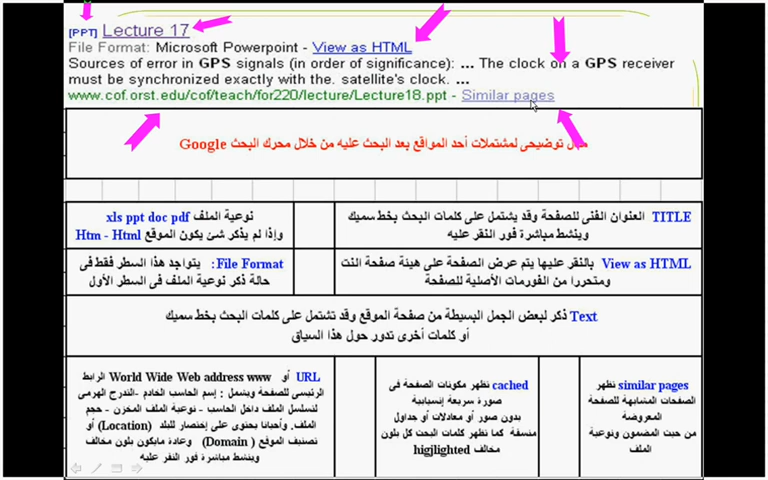 [PPT] Lecture 17
File Format: Microsoft Powerpoint - View as HTML
Sources of error in GPS signals (in order of significance): ... The clock on a GPS receiver
must be synchronized exactly with the. satellite's clock. ...
www.cof.orst.edu/cof/teach/for220/lecture/Lecture18.ppt - Similar pages
توضيحى لمشتملات أحد المواقع بعد البحث عليه من خلال محرك البحث Google
TITLE العنوان الفنى للصفحة وقد يشتمل على كلمات البحث بخط سميك
وينشط مباشرة فور النقر عليه
نوعية الملف xls ppt doc pdf
وإذا لم يذكر شئ يكون الموقع Htm - Html
View as HTML بالنقر عليها يتم عرض الصفحة على هيئة صفحة النت
ومتحررا من الفورمات الأصلية للصفحة
File Format: يتواجد هذا السطر فقط فى
حالة ذكر نوعية الملف فى السطر الأول
Text ذكر لبعض الجمل البسيطة من صفحة الموقع وقد تشتمل على كلمات البحث بخط سميك
أو كلمات أخرى تدور حول هذا السياق
similar pages تظهر
الصفحات المتشابهة للصفحة
المعروضة
من حيث المضمون ونوعية
الملف
cached تظهر مكونات الصفحة فى
صورة سريعة إنسيابية
بدون صور أو معادلات أو جداول
منسقة كما تظهر كلمات البحث كل بلون
مخالف higjlighted
URL أو World Wide Web address www الرابط
الرئيسى للصفحة ويشمل : إسم الحاسب الخادم -التدرج الهرمى
لتسلسل الملف داخل الحاسب - نوعية الملف المخزن - حجم
الملف. وأحيانا يحتوى على إختصار للبلد (Location) أو
تصنيف الموقع (Domain) وعادة مايكون بلون مخالف
وينشط مباشرة فور النقر عليه